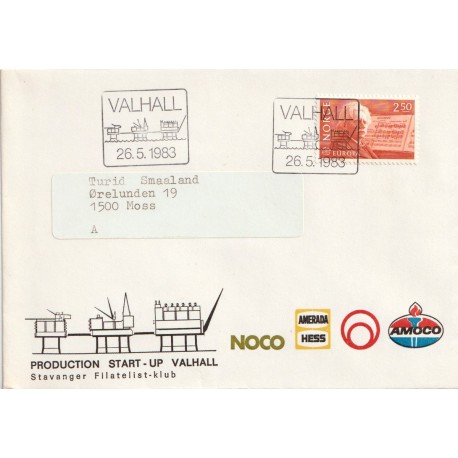 VALHALL
26.5.1983
VALHALL
26.5.1983
NORGE
2,50
EUROPA
Turid Smaaland
Ørelunden 19
1500 Moss
A
NOCO
AMERADA
HESS
AMOCO
PRODUCTION START-UP VALHALL
Stavanger Filatelist-klub